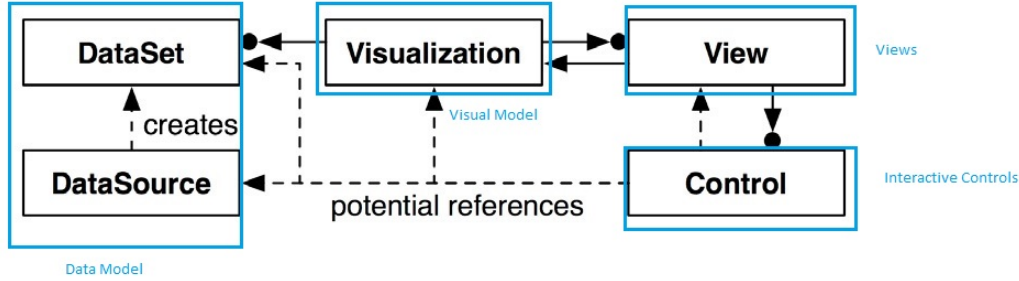 DataSet
Visualization
View
Views
Visual Model
creates
DataSource
Control
Interactive Controls
potential references
Data Model